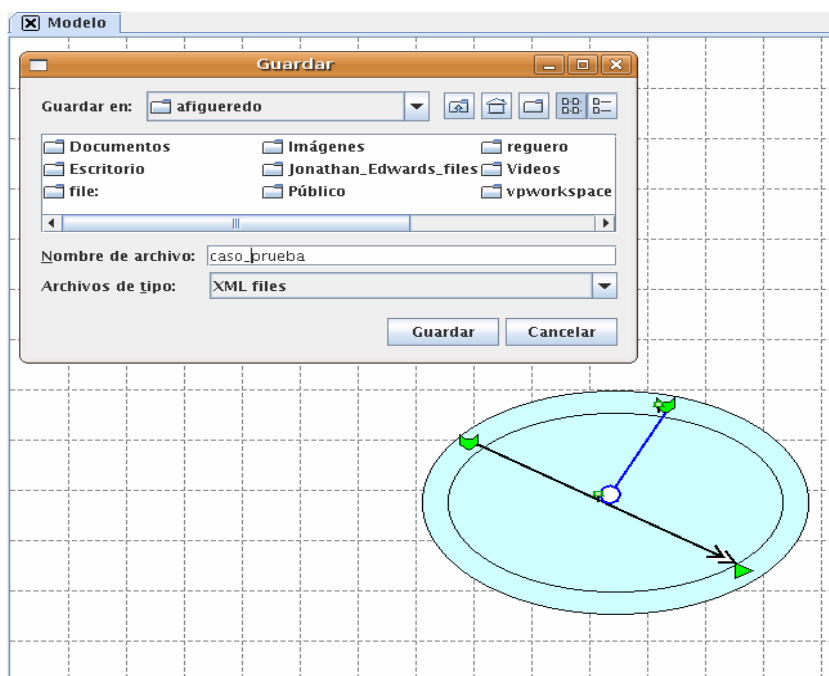 Modelo
Guardar
Guardar en: afigueredo
Documentos Imágenes reguero
Escritorio Jonathan_Edwards_files Videos
file: Público vpworkspace
Nombre de archivo: caso_prueba
Archivos de tipo: XML files
Guardar Cancelar